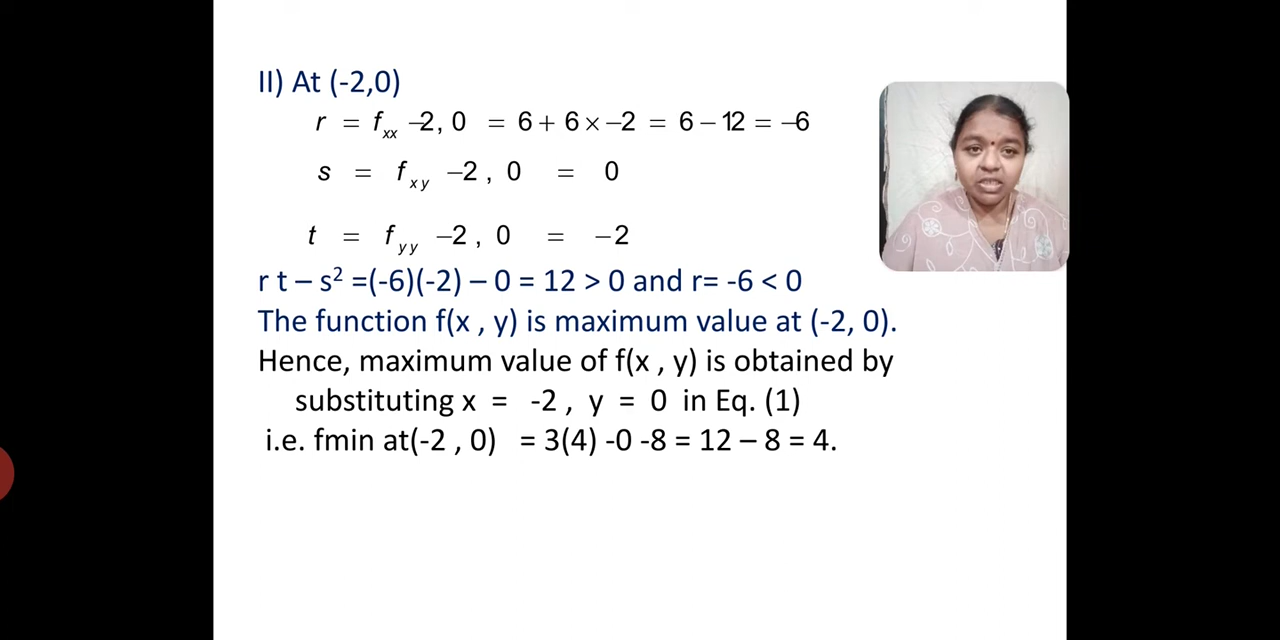 II) At (-2,0)
r = fxx −2, 0 = 6 + 6 × −2 = 6 − 12 = −6
s = fxy −2 , 0 = 0
t = fyy −2 , 0 = −2
r t – s² =(-6)(-2) – 0 = 12 > 0 and r= -6 < 0
The function f(x , y) is maximum value at (-2, 0).
Hence, maximum value of f(x , y) is obtained by
substituting x = -2 , y = 0 in Eq. (1)
i.e. fmin at(-2 , 0) = 3(4) -0 -8 = 12 – 8 = 4.